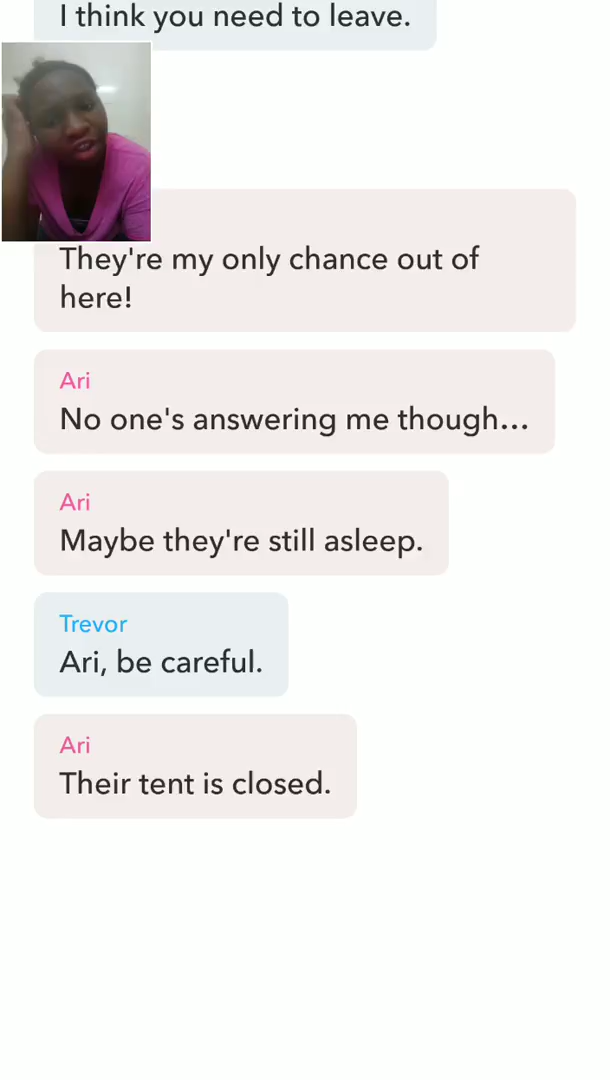 I think you need to leave.
They're my only chance out of
here!
Ari
No one's answering me though...
Ari
Maybe they're still asleep.
Trevor
Ari, be careful.
Ari
Their tent is closed.